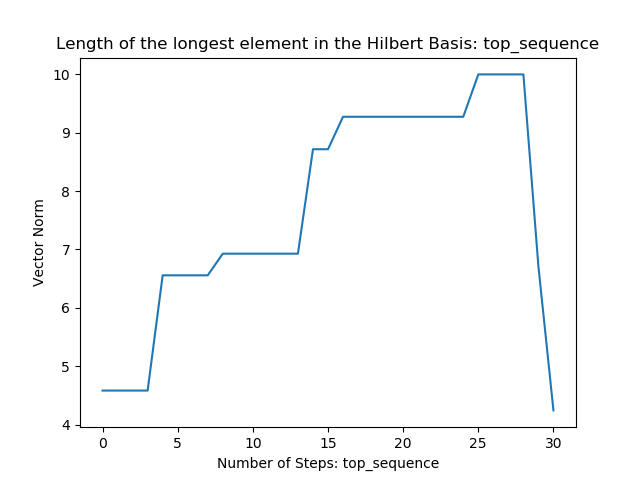 Length of the longest element in the Hilbert Basis: top_sequence
10
9
8
7
6
5
4
Vector Norm
0 5 10 15 20 25 30
Number of Steps: top_sequence